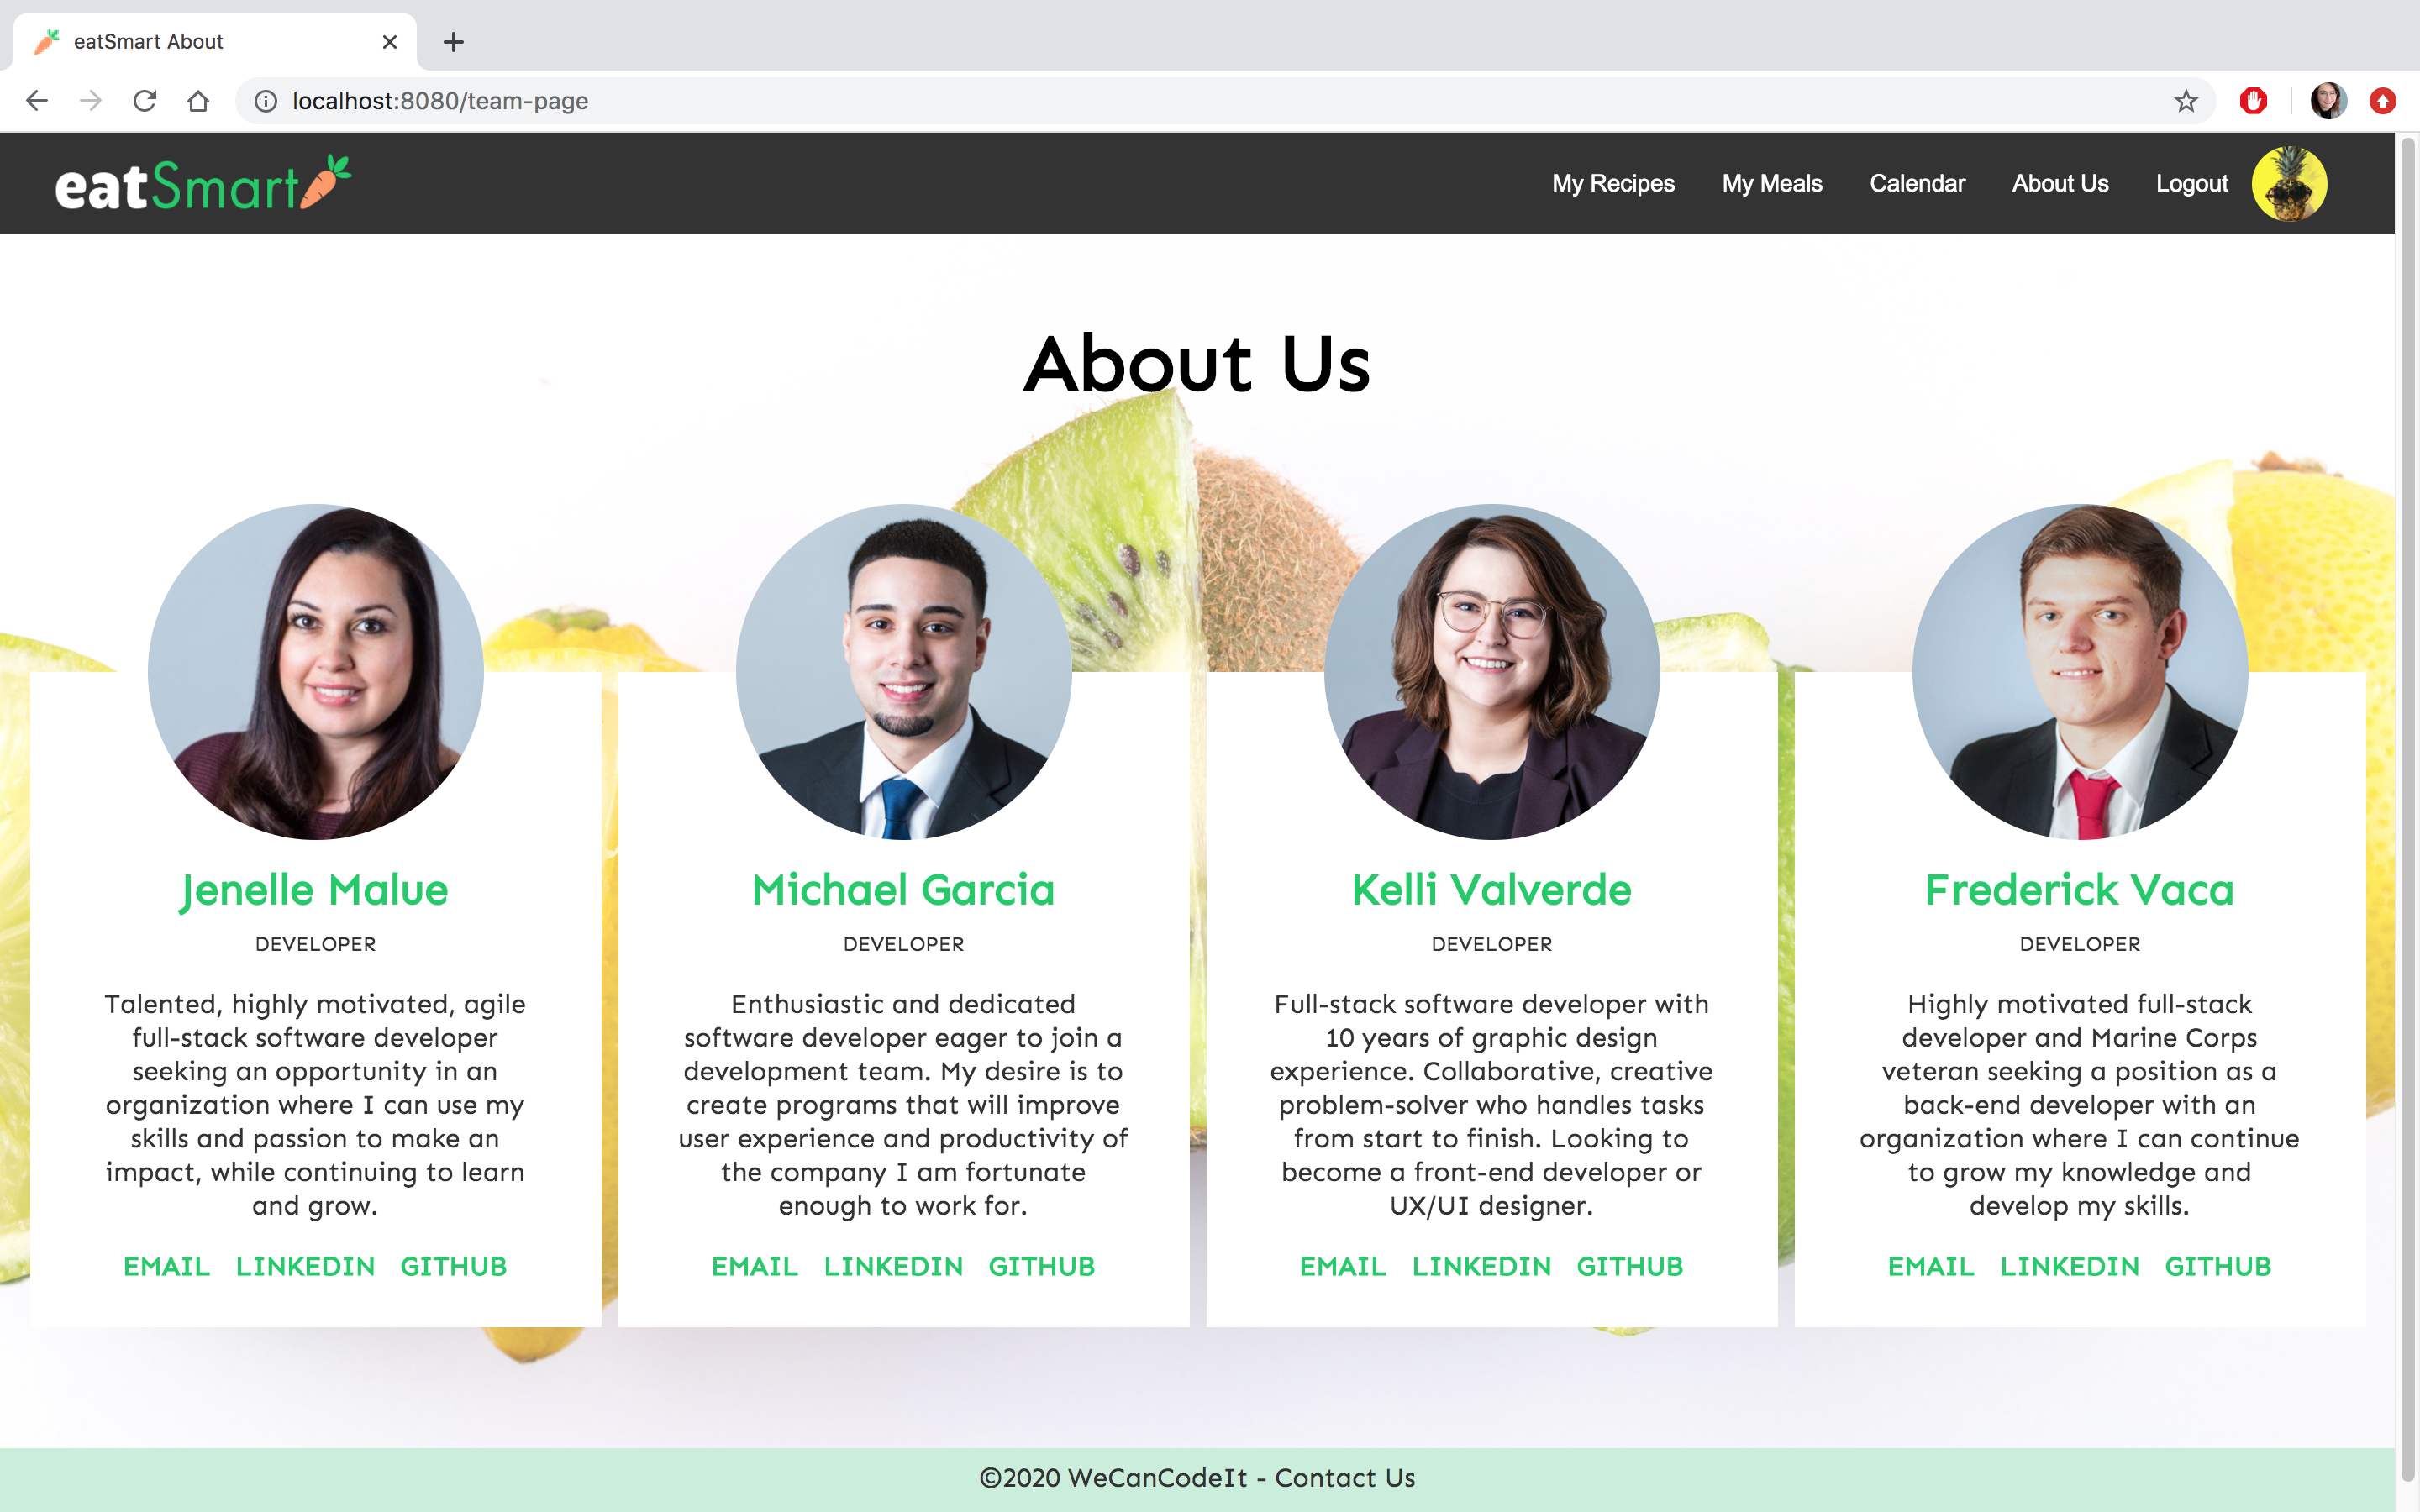 eatSmart About
localhost:8080/team-page
eatSmart
My Recipes
My Meals
Calendar
About Us
Logout
About Us
Jenelle Malue
DEVELOPER
Talented, highly motivated, agile
full-stack software developer
seeking an opportunity in an
organization where I can use my
skills and passion to make an
impact, while continuing to learn
and grow.
EMAIL LINKEDIN GITHUB
Michael Garcia
DEVELOPER
Enthusiastic and dedicated
software developer eager to join a
development team. My desire is to
create programs that will improve
user experience and productivity of
the company I am fortunate
enough to work for.
EMAIL LINKEDIN GITHUB
Kelli Valverde
DEVELOPER
Full-stack software developer with
10 years of graphic design
experience. Collaborative, creative
problem-solver who handles tasks
from start to finish. Looking to
become a front-end developer or
UX/UI designer.
EMAIL LINKEDIN GITHUB
Frederick Vaca
DEVELOPER
Highly motivated full-stack
developer and Marine Corps
veteran seeking a position as a
back-end developer with an
organization where I can continue
to grow my knowledge and
develop my skills.
EMAIL LINKEDIN GITHUB
©2020 WeCanCodeIt - Contact Us